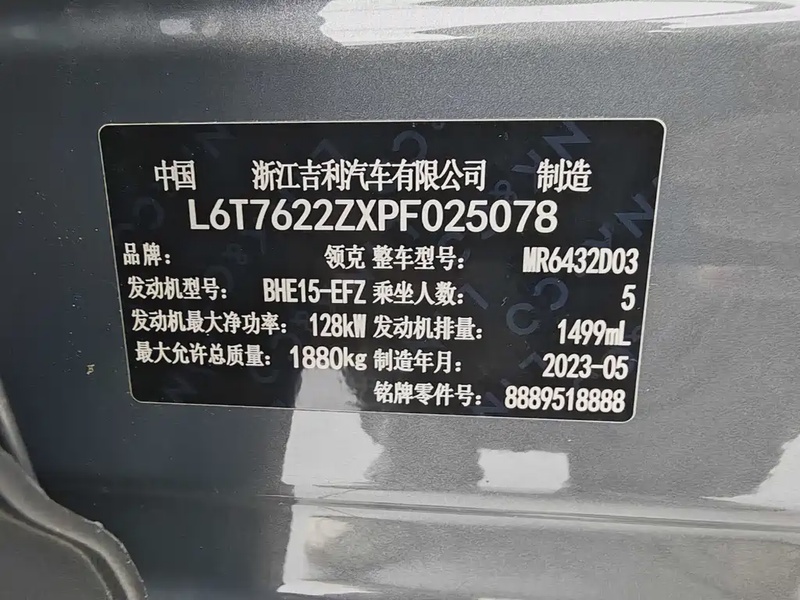 中国 浙江吉利汽车有限公司 制造
L6T7622ZXPF025078
品牌： 领克 整车型号： MR6432D03
发动机型号： BHE15-EFZ 乘坐人数： 5
发动机最大净功率： 128kW 发动机排量： 1499mL
最大允许总质量： 1880kg 制造年月： 2023-05
铭牌零件号： 8889518888